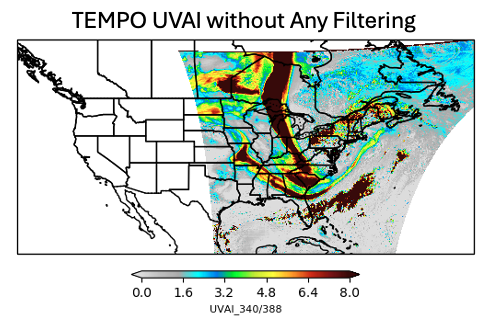 TEMPO UVAI without Any Filtering
0.0 1.6 3.2 4.8 6.4 8.0
UVAI_340/388